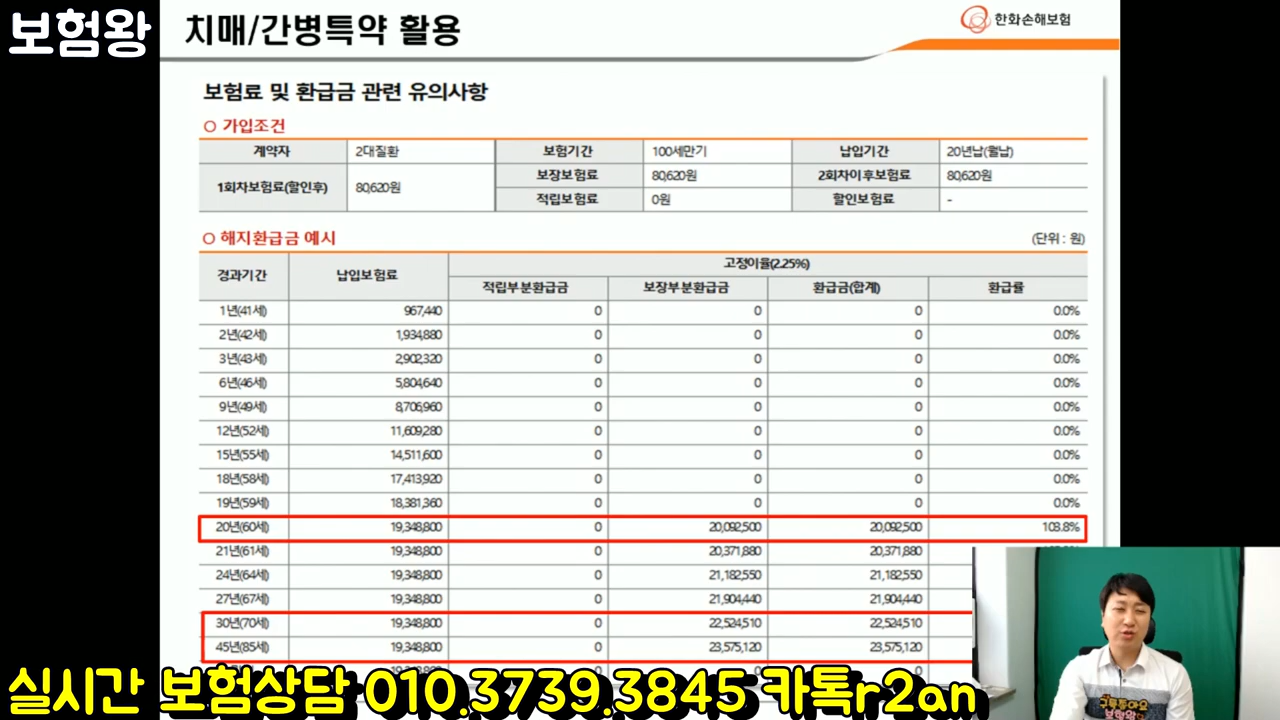 보험왕
치매/간병특약 활용
한화손해보험
보험료 및 환급금 관련 유의사항
가입조건
계약자 2대질환 보험기간 100세만기 납입기간 20년납(월납)
1회차보험료(할인후) 80,620원 보장보험료 80,620원 2회차이후보험료 80,620원
적립보험료 0원 할인보험료 -
해지환급금 예시 (단위 : 원)
경과기간 납입보험료 고정이율(2.25%)
적립부분환급금 보장부분환급금 환급금(합계) 환급률
1년(41세) 967,440 0 0 0 0.0%
2년(42세) 1,934,880 0 0 0 0.0%
3년(43세) 2,902,320 0 0 0 0.0%
6년(46세) 5,804,640 0 0 0 0.0%
9년(49세) 8,706,960 0 0 0 0.0%
12년(52세) 11,609,280 0 0 0 0.0%
15년(55세) 14,511,600 0 0 0 0.0%
18년(58세) 17,413,920 0 0 0 0.0%
19년(59세) 18,381,360 0 0 0 0.0%
20년(60세) 19,348,800 0 20,092,500 20,092,500 103.8%
21년(61세) 19,348,800 0 20,371,880 20,371,880
24년(64세) 19,348,800 0 21,182,550 21,182,550
27년(67세) 19,348,800 0 21,904,440 21,904,440
30년(70세) 19,348,800 0 22,524,510 22,524,510
45년(85세) 19,348,800 0 23,575,120 23,575,120
실시간 보험상담 010.3739.3845 카톡r2an
구독좋아요
보험왕